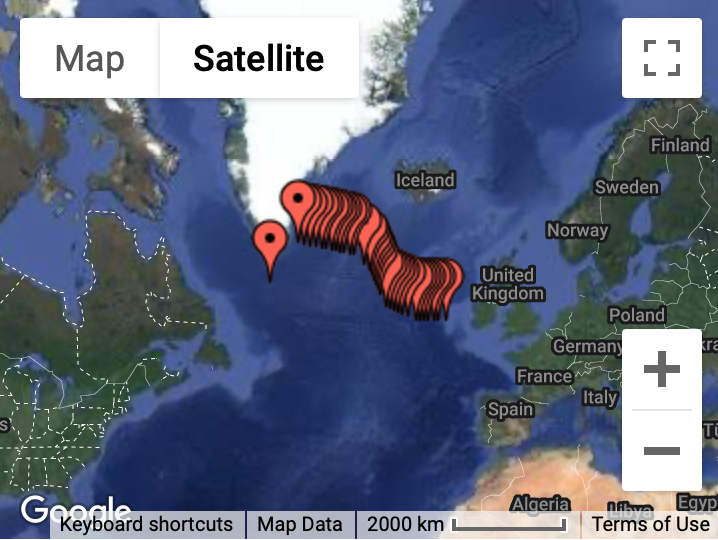 Map
Satellite
Finland
Iceland
Sweden
Norway
United
Kingdom
Poland
Germany
France
Italy
Spain
Algeria
Libya
Google
Keyboard shortcuts
Map Data
2000 km
Terms of Use